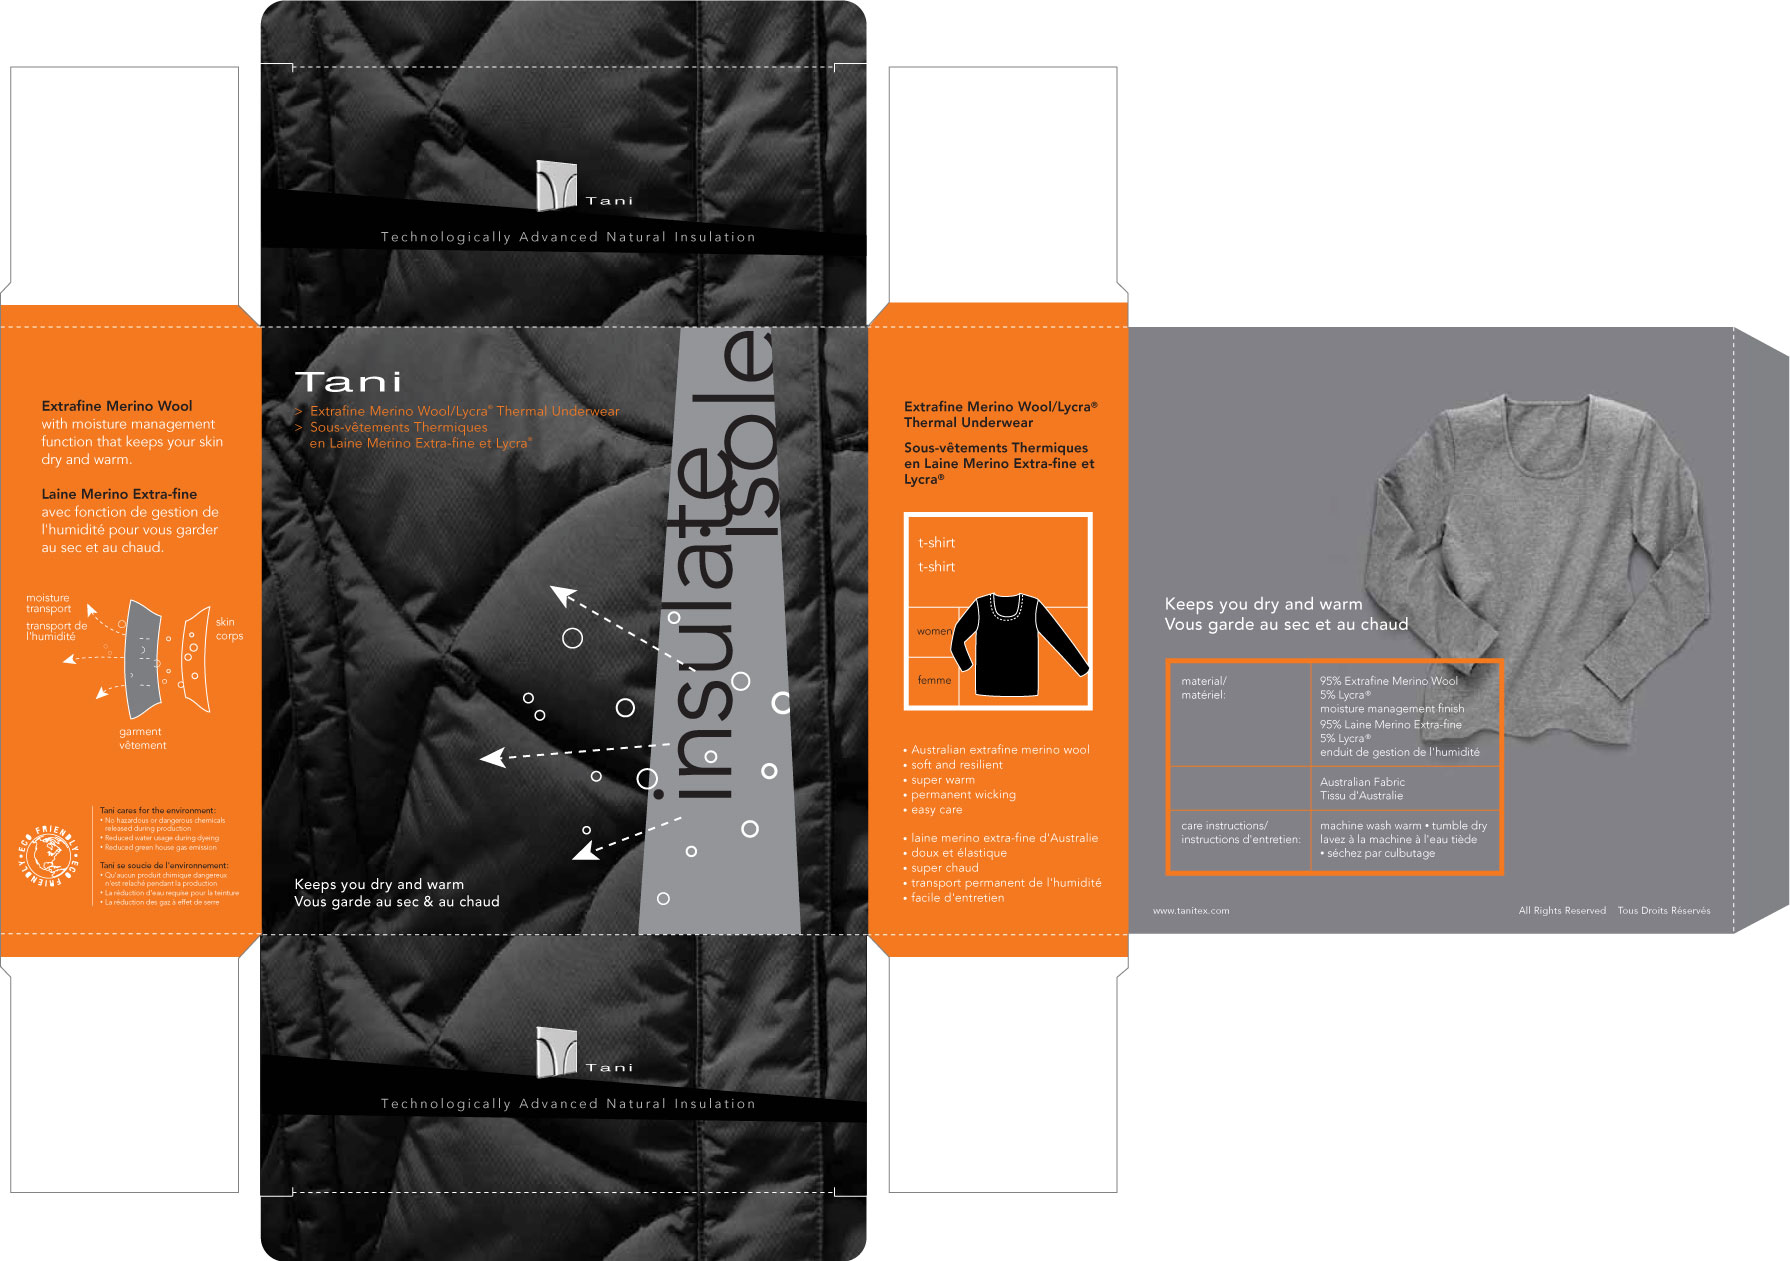 Tani
Technologically Advanced Natural Insulation
Extrafine Merino Wool
with moisture management
function that keeps your skin
dry and warm.
Laine Merino Extra-fine
avec fonction de gestion de
l'humidité pour vous garder
au sec et au chaud.
moisture
transport
transport de
l'humidité
skin
corps
garment
vêtement
ECO FRIENDLY • ECO FRIENDLY •
Tani cares for the environment:
• No hazardous or dangerous chemicals
released during production
• Reduced water usage during dyeing
• Reduced green house gas emission
Tani se soucie de l'environnement:
• Qu'aucun produit chimique dangereux
n'est relaché pendant la production
• La réduction d'eau requise pour la teinture
• La réduction des gaz à effet de serre
Tani
> Extrafine Merino Wool/Lycra® Thermal Underwear
> Sous-vêtements Thermiques
en Laine Merino Extra-fine et Lycra®
insulate
isole
Keeps you dry and warm
Vous garde au sec & au chaud
Extrafine Merino Wool/Lycra®
Thermal Underwear
Sous-vêtements Thermiques
en Laine Merino Extra-fine et
Lycra®
t-shirt
t-shirt
women
femme
• Australian extrafine merino wool
• soft and resilient
• super warm
• permanent wicking
• easy care
• laine merino extra-fine d'Australie
• doux et élastique
• super chaud
• transport permanent de l'humidité
• facile d'entretien
Keeps you dry and warm
Vous garde au sec et au chaud
material/
matériel:
95% Extrafine Merino Wool
5% Lycra®
moisture management finish
95% Laine Merino Extra-fine
5% Lycra®
enduit de gestion de l'humidité
Australian Fabric
Tissu d'Australie
care instructions/
instructions d'entretien:
machine wash warm • tumble dry
lavez à la machine à l'eau tiède
• séchez par culbutage
www.tanitex.com
All Rights Reserved Tous Droits Réservés
Tani
Technologically Advanced Natural Insulation